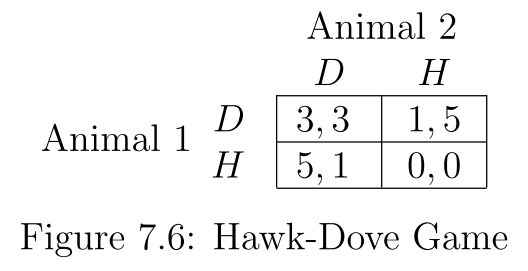 Animal 2
D H
D 3, 3 1, 5
Animal 1
H 5, 1 0, 0
Figure 7.6: Hawk-Dove Game